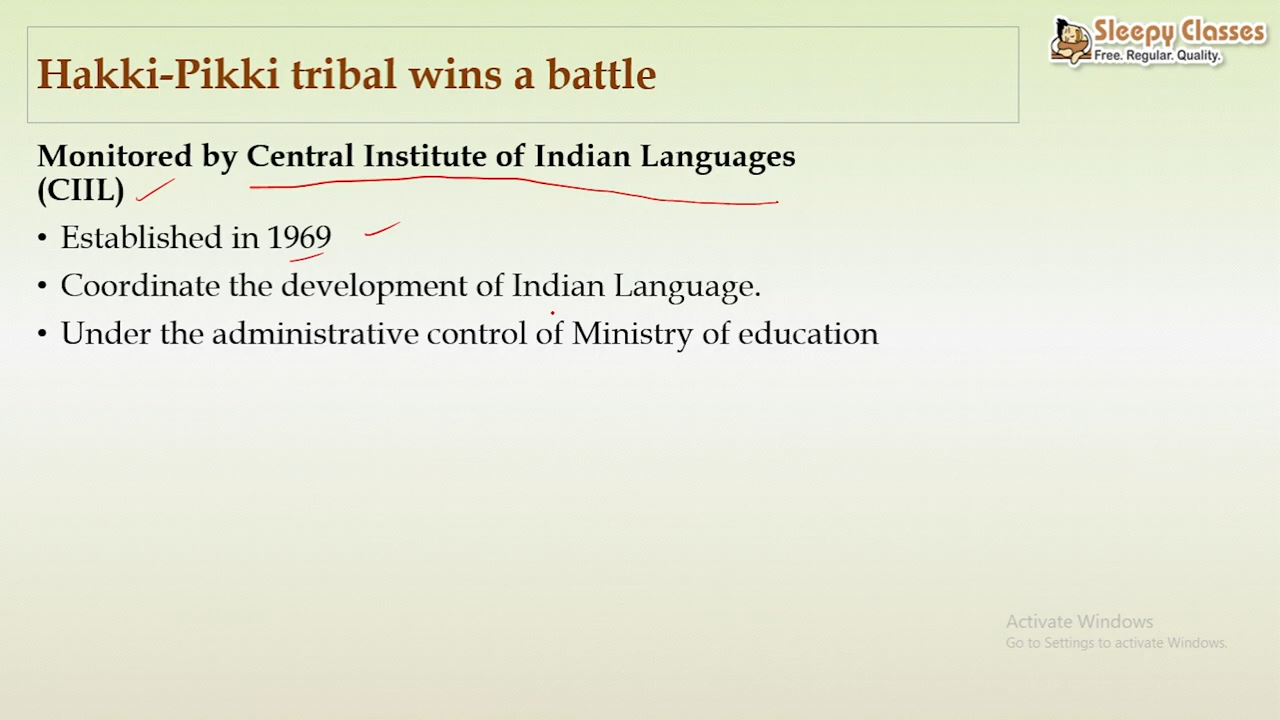 Sleepy Classes
Free. Regular. Quality.
Hakki-Pikki tribal wins a battle
Monitored by Central Institute of Indian Languages
(CIIL)
• Established in 1969
• Coordinate the development of Indian Language.
• Under the administrative control of Ministry of education
Activate Windows
Go to Settings to activate Windows.